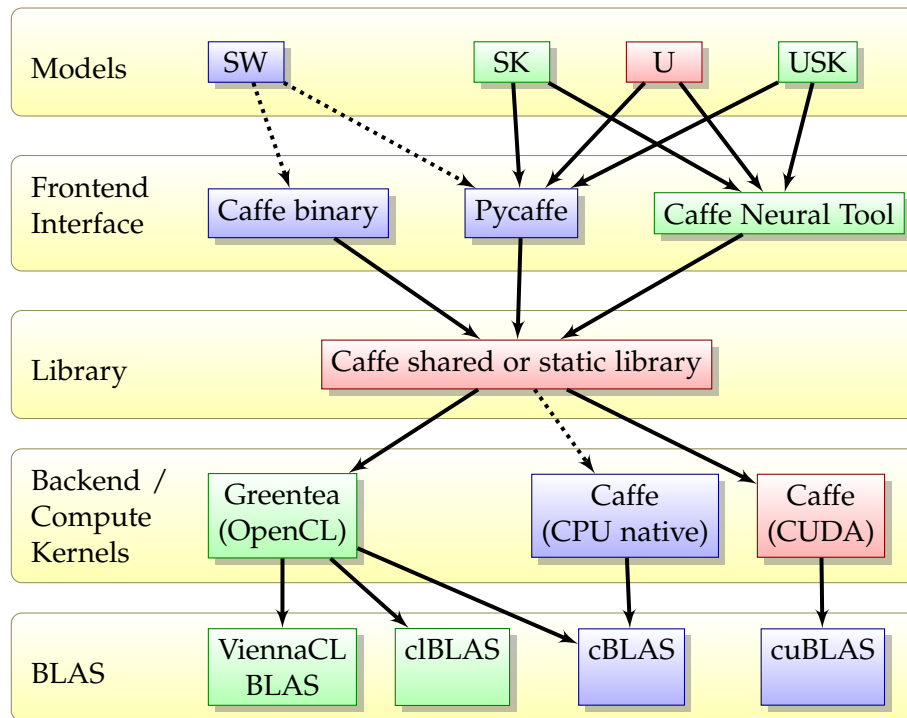 Models
SW
SK
U
USK
Frontend
Interface
Caffe binary
Pycaffe
Caffe Neural Tool
Library
Caffe shared or static library
Backend /
Compute
Kernels
Greentea
(OpenCL)
Caffe
(CPU native)
Caffe
(CUDA)
BLAS
ViennaCL
BLAS
clBLAS
cBLAS
cuBLAS